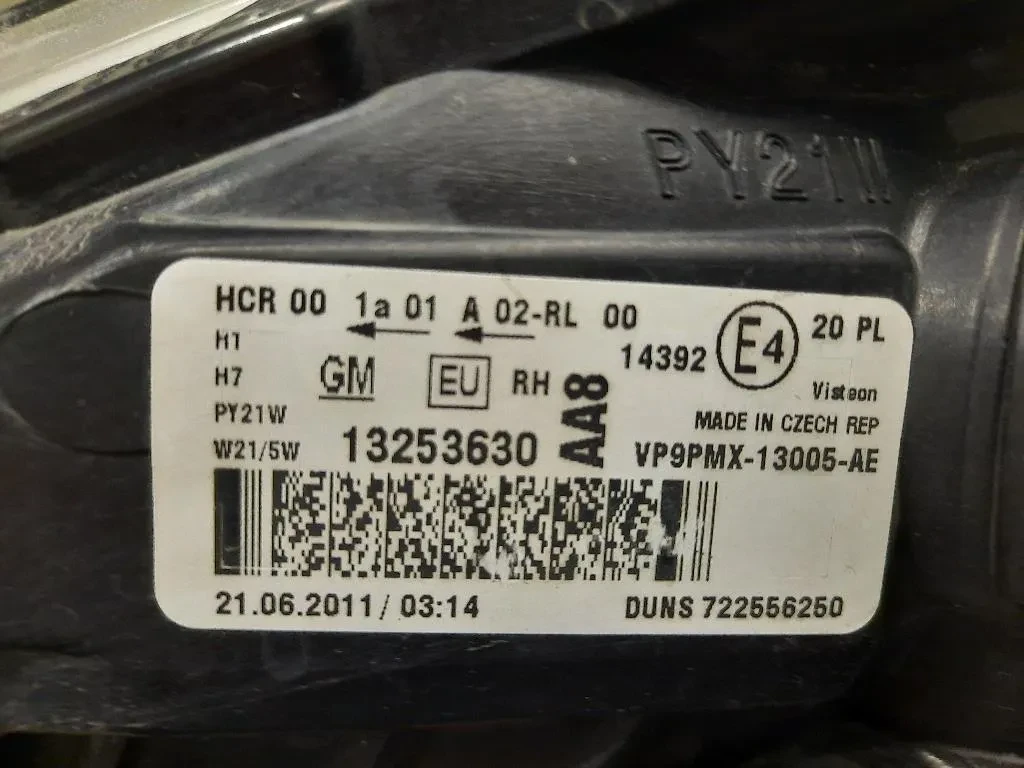 PY21W
HCR 00 1a 01 A 02-RL 00
14392 E4 20 PL
H1
H7 GM EU RH AA8
Visteon
PY21W
MADE IN CZECH REP
W21/5W 13253630 VP9PMX-13005-AE
21.06.2011/ 03:14 DUNS 722556250